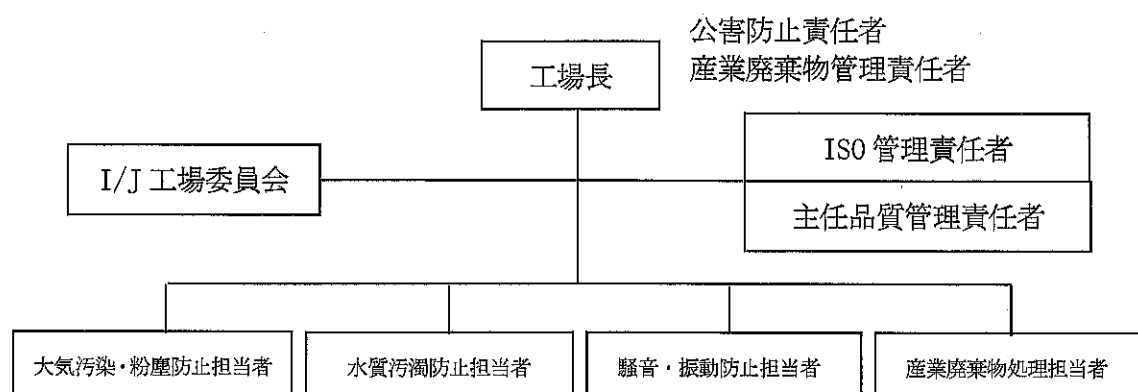 公害防止責任者
産業廃棄物管理責任者
工場長
ISO 管理責任者
I/J 工場委員会
主任品質管理責任者
大気汚染・粉塵防止担当者
水質汚濁防止担当者
騒音・振動防止担当者
産業廃棄物処理担当者